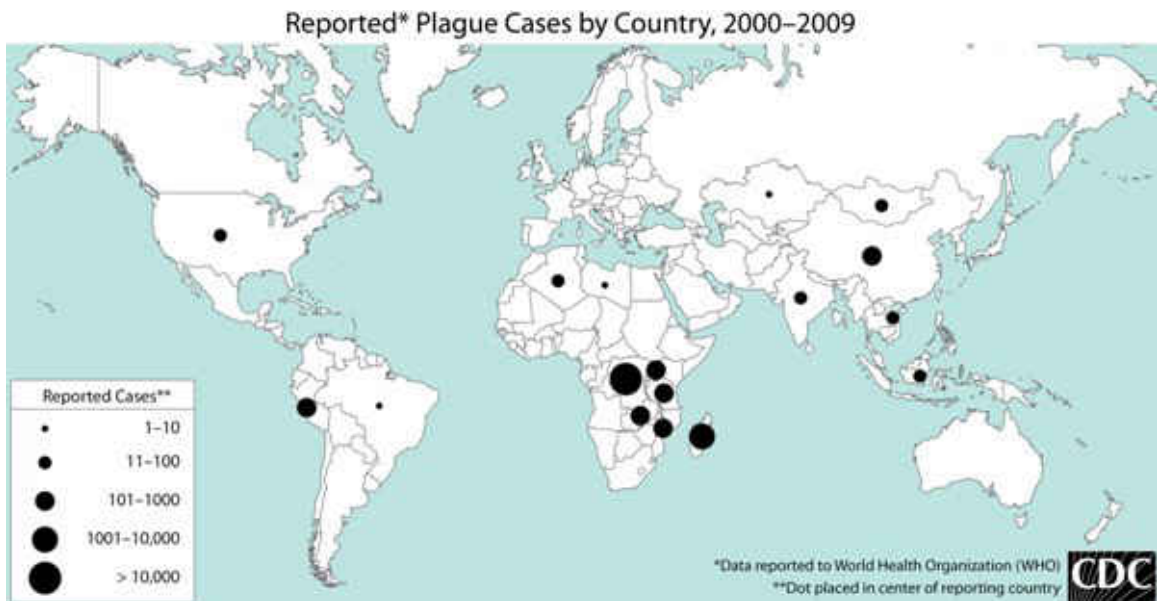 Reported* Plague Cases by Country, 2000–2009
Reported Cases**
1–10
11–100
101–1000
1001–10,000
> 10,000
*Data reported to World Health Organization (WHO)
**Dot placed in center of reporting country
CDC